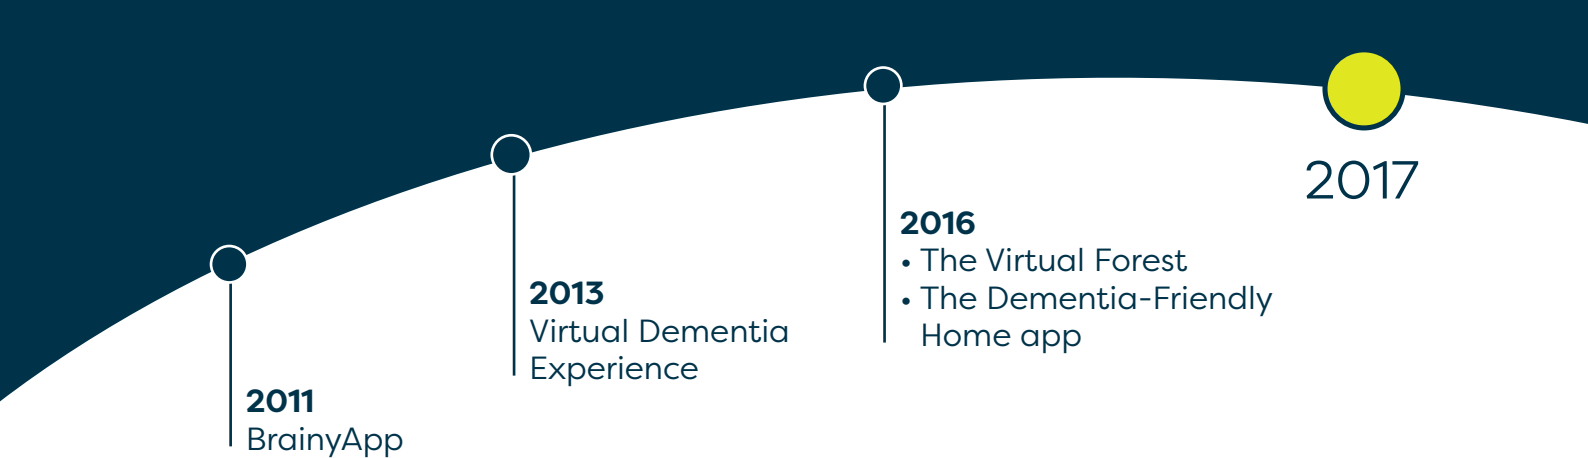 2011
BrainyApp
2013
Virtual Dementia
Experience
2016
• The Virtual Forest
• The Dementia-Friendly
Home app
2017